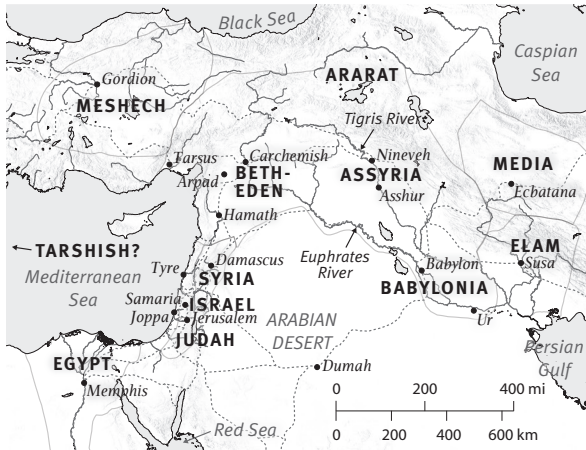 Black Sea
Caspian
Sea
Gordion
MESHECH
ARARAT
Tigris River
Tarsus
Carchemish
Arpad
BETH-
EDEN
Nineveh
ASSYRIA
Asshur
MEDIA
Ecbatana
Hamath
TARSHISH?
Mediterranean
Sea
Tyre
Damascus
SYRIA
Euphrates
River
Babylon
BABYLONIA
ELAM
Susa
Samaria
ISRAEL
Joppa
Jerusalem
JUDAH
ARABIAN
DESERT
Ur
Persian
Gulf
EGYPT
Memphis
Dumah
Red Sea
0 200 400 mi
0 200 400 600 km